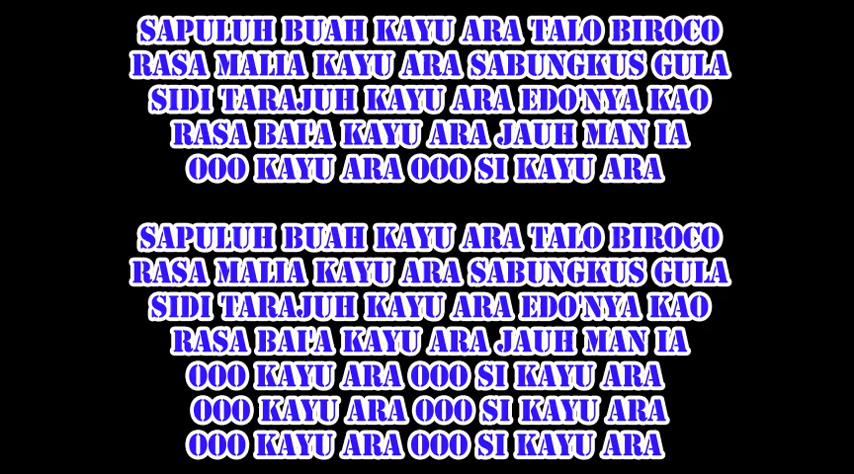 SAPULUH BUAH KAYU ARA TALO BIROCO
RASA MALIA KAYU ARA SABUNGKUS GULA
SIDI TARAJUH KAYU ARA EDO'NYA KAO
RASA BAI'A KAYU ARA JAUH MAN IA
OOO KAYU ARA OOO SI KAYU ARA
SAPULUH BUAH KAYU ARA TALO BIROCO
RASA MALIA KAYU ARA SABUNGKUS GULA
SIDI TARAJUH KAYU ARA EDO'NYA KAO
RASA BAI'A KAYU ARA JAUH MAN IA
OOO KAYU ARA OOO SI KAYU ARA
OOO KAYU ARA OOO SI KAYU ARA
OOO KAYU ARA OOO SI KAYU ARA